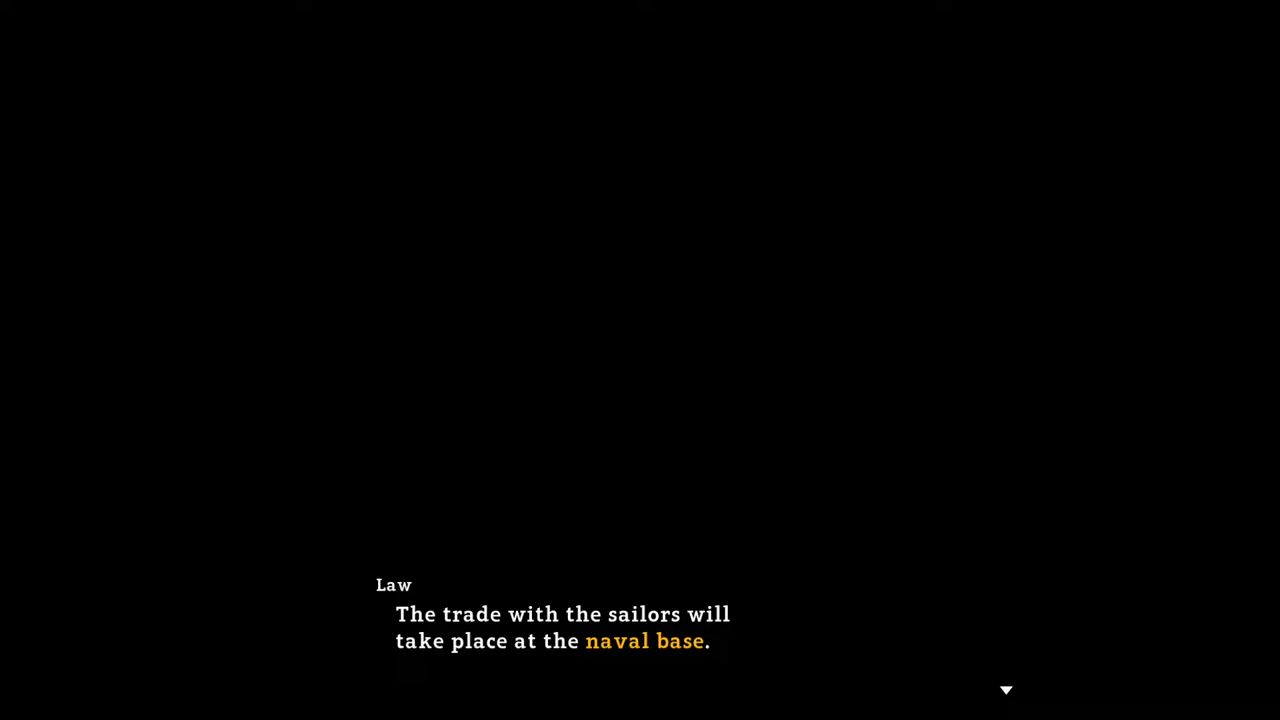 Law
The trade with the sailors will
take place at the naval base.